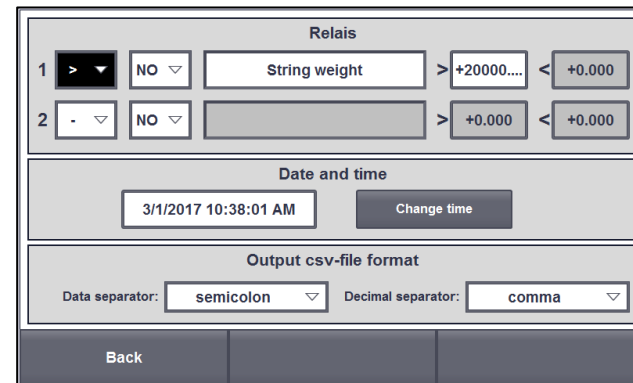 Relais
1 > NO String weight > +20000.... < +0.000
2 - NO > +0.000 < +0.000
Date and time
3/1/2017 10:38:01 AM Change time
Output csv-file format
Data separator: semicolon Decimal separator: comma
Back